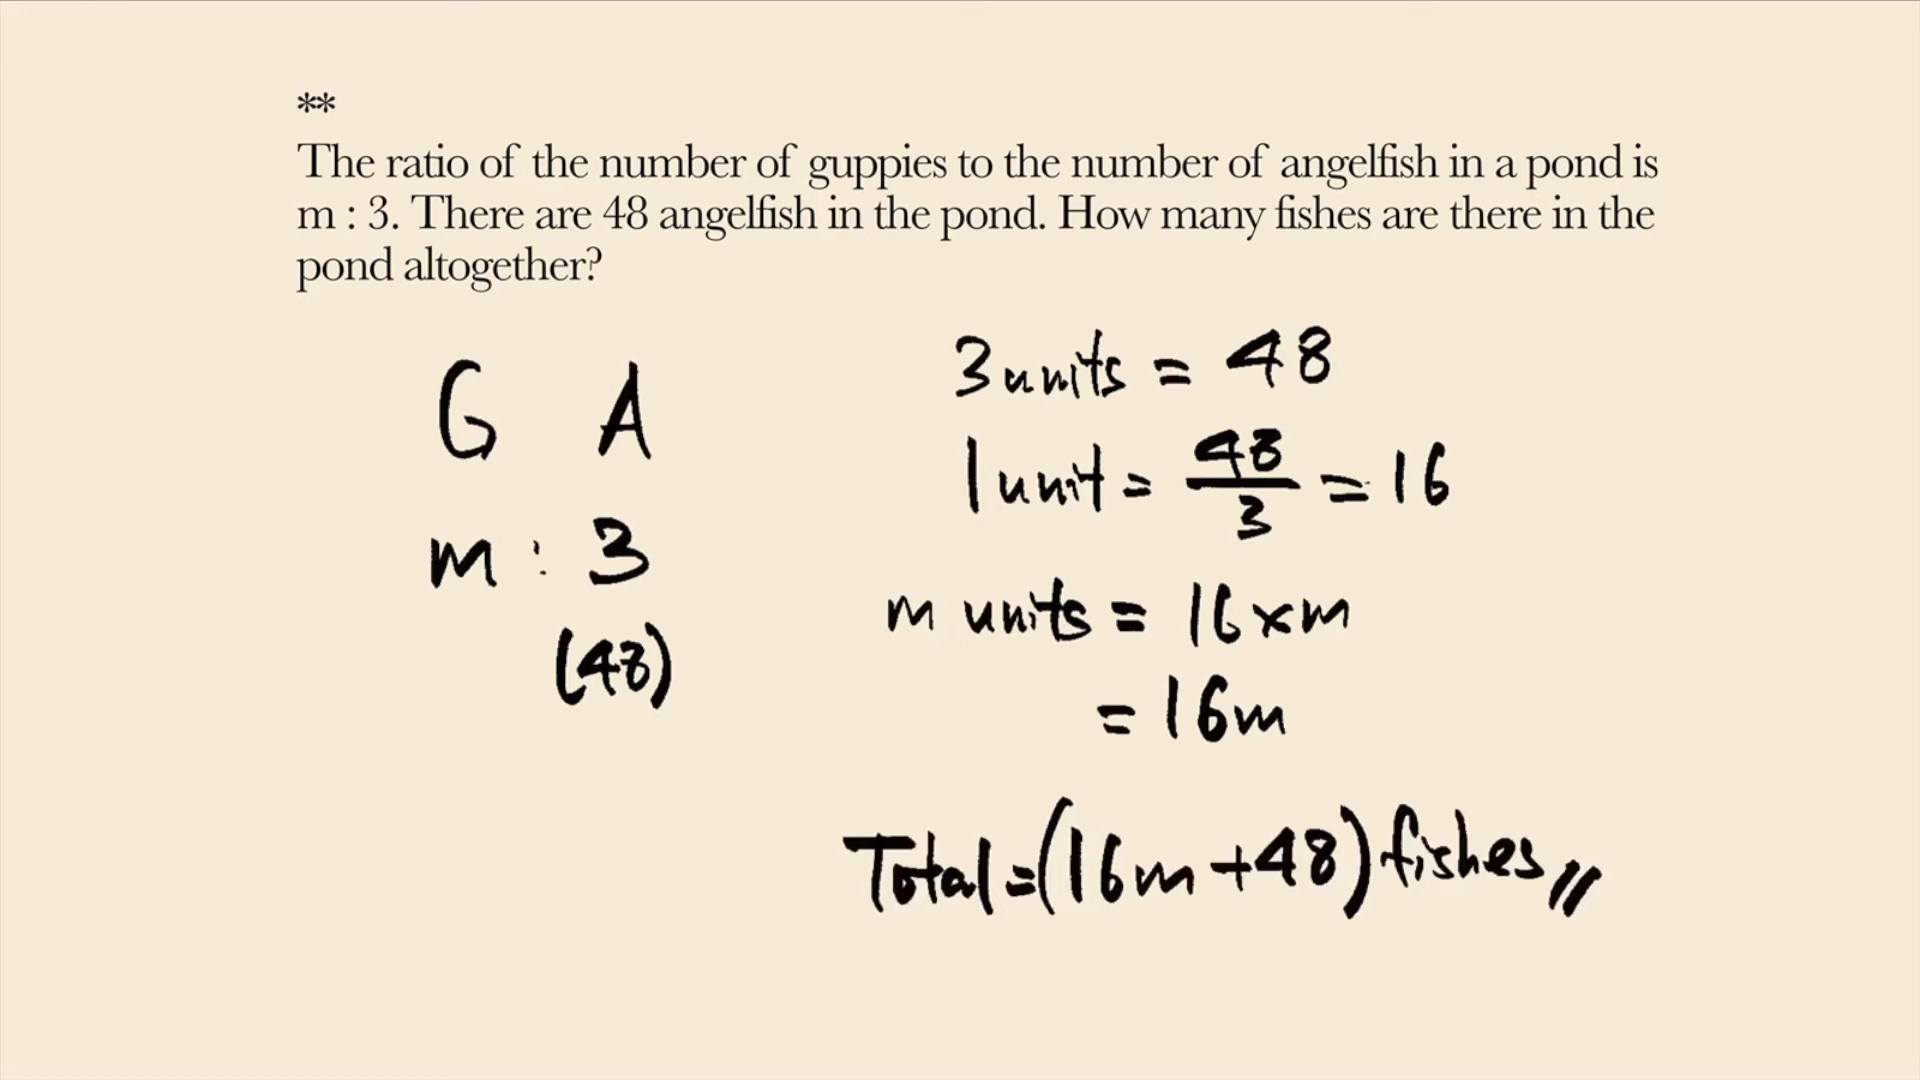 **
The ratio of the number of guppies to the number of angelfish in a pond is
m : 3. There are 48 angelfish in the pond. How many fishes are there in the
pond altogether?
G A
m : 3
(48)
3 units = 48
1 unit = 48/3 = 16
m units = 16 x m
= 16m
Total = (16m + 48) fishes //